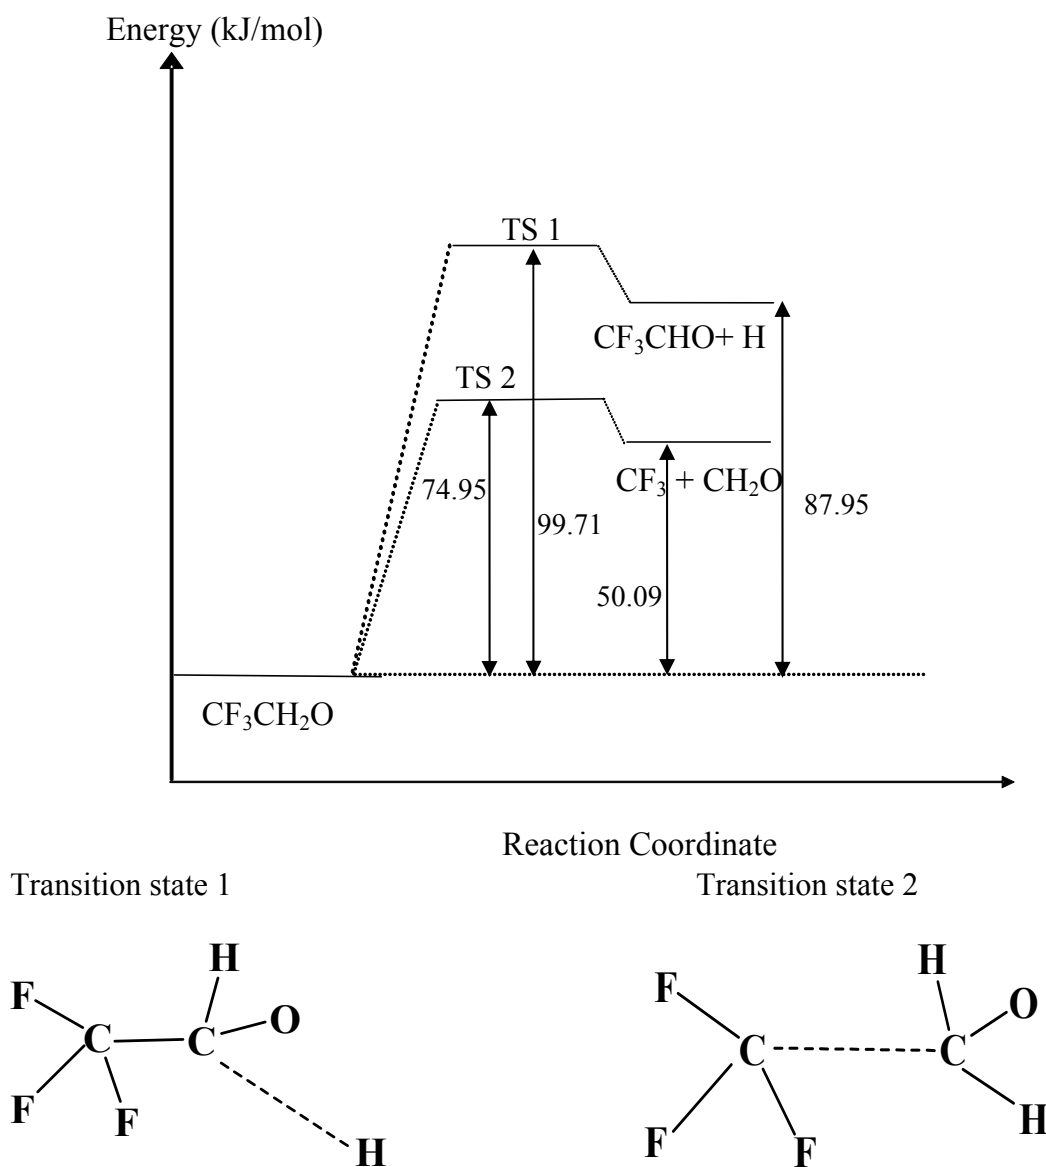 Energy (kJ/mol)
TS 1
CF₃CHO+ H
TS 2
CF₃ + CH₂O
74.95
87.95
99.71
50.09
CF₃CH₂O
Reaction Coordinate
Transition state 1
Transition state 2
H
F
C
C
O
F
F
H
F
H
O
C
C
F
F
H